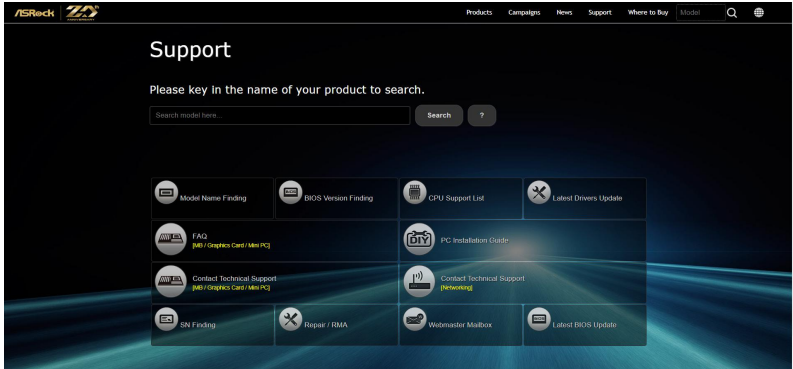 ASRock 20th ANNIVERSARY
Products Campaigns News Support Where to Buy Model
Support
Please key in the name of your product to search.
Search model here... Search ?
Model Name Finding
BIOS Version Finding
CPU Support List
Latest Drivers Update
FAQ
[MB / Graphics Card / Mini PC]
DIY
PC Installation Guide
Contact Technical Support
[MB / Graphics Card / Mini PC]
Contact Technical Support
[Networking]
SN Finding
Repair / RMA
Webmaster Mailbox
Latest BIOS Update